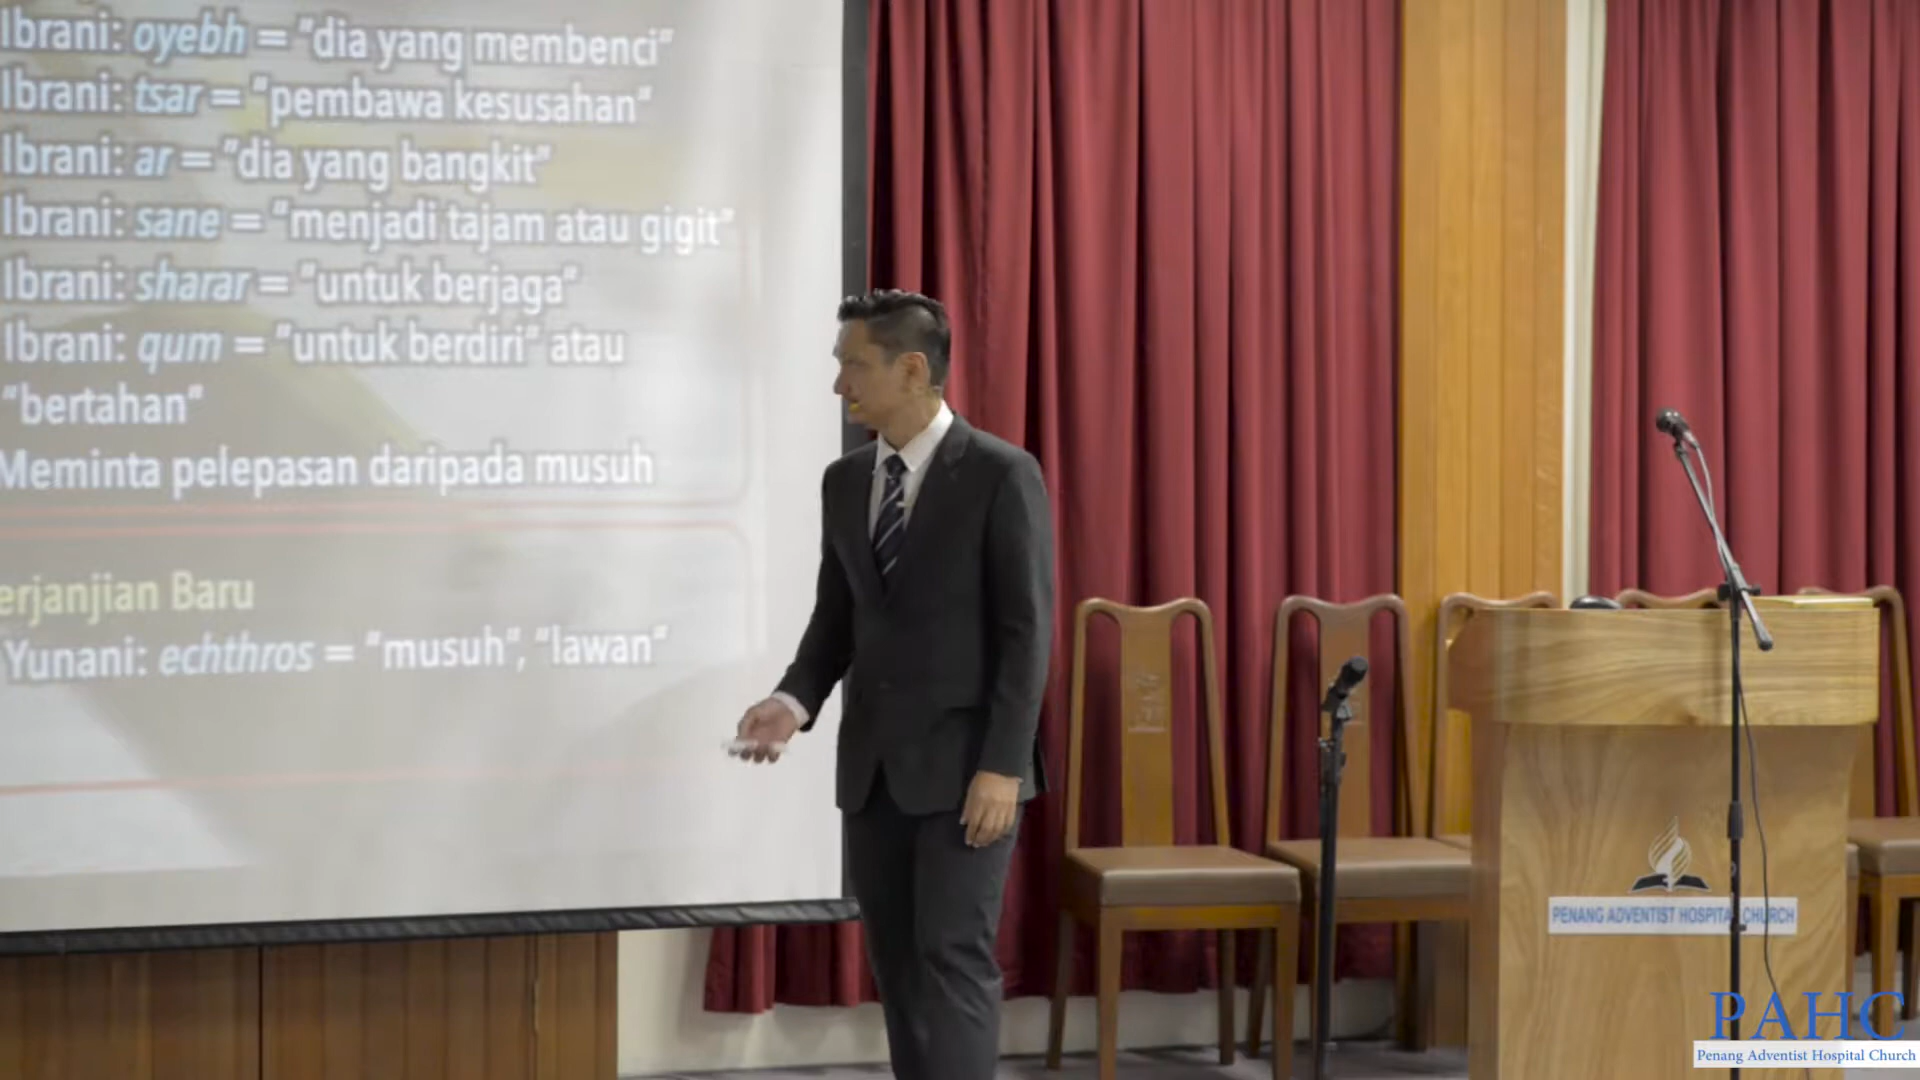 Ibrani: oyebh = "dia yang membenci"
Ibrani: tsar = "pembawa kesusahan"
Ibrani: ar = "dia yang bangkit"
Ibrani: sane = "menjadi tajam atau gigit"
Ibrani: sharar = "untuk berjaga"
Ibrani: qum = "untuk berdiri" atau
"bertahan"
Meminta pelepasan daripada musuh
erjanjian Baru
Yunani: echthros = "musuh", "lawan"
PENANG ADVENTIST HOSPITAL CHURCH
PAHC
Penang Adventist Hospital Church